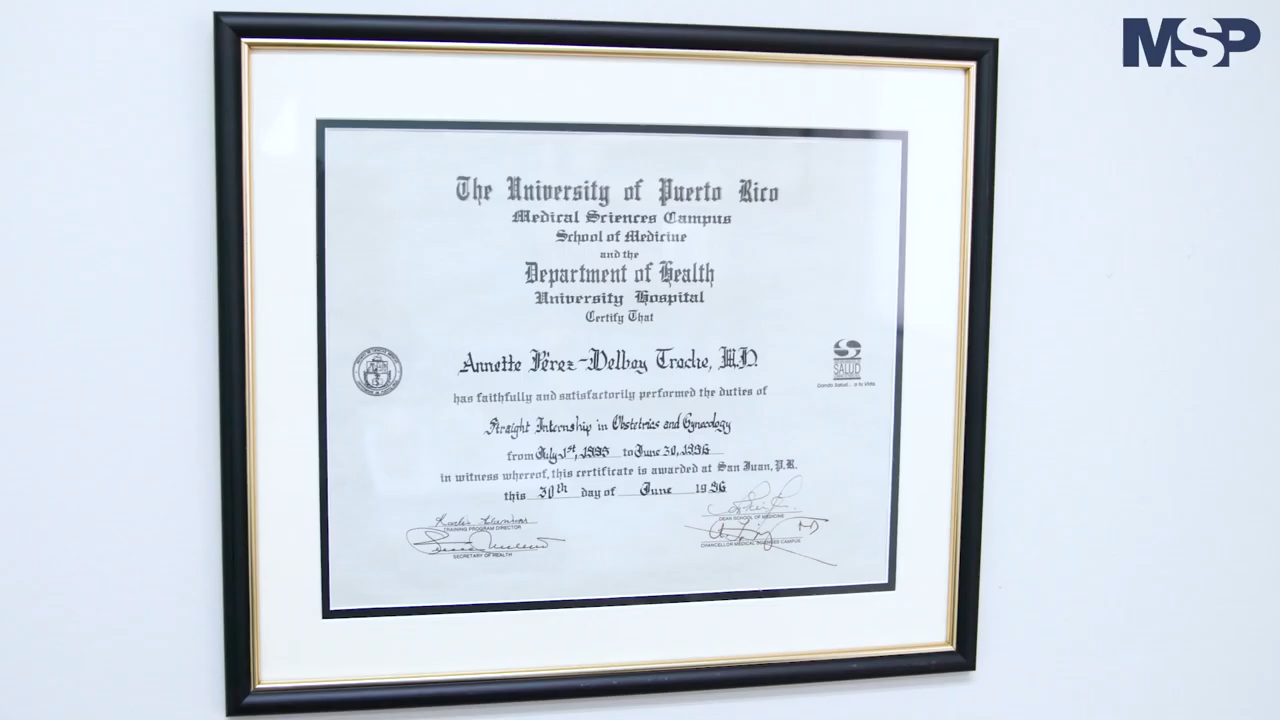 MSP
The University of Puerto Rico
Medical Sciences Campus
School of Medicine
and the
Department of Health
University Hospital
Certify That
Annette Pérez-Delboy Troche, M.D.
has faithfully and satisfactorily performed the duties of
Straight Internship in Obstetrics and Gynecology
from July 1st, 1995 to June 30, 1996
in witness whereof, this certificate is awarded at San Juan, P.R.
this 30th day of June 1996
TRAINING PROGRAM DIRECTOR
SECRETARY OF HEALTH
DEAN SCHOOL OF MEDICINE
CHANCELLOR MEDICAL SCIENCES CAMPUS
SALUD
Dando Salud... a tu Vida